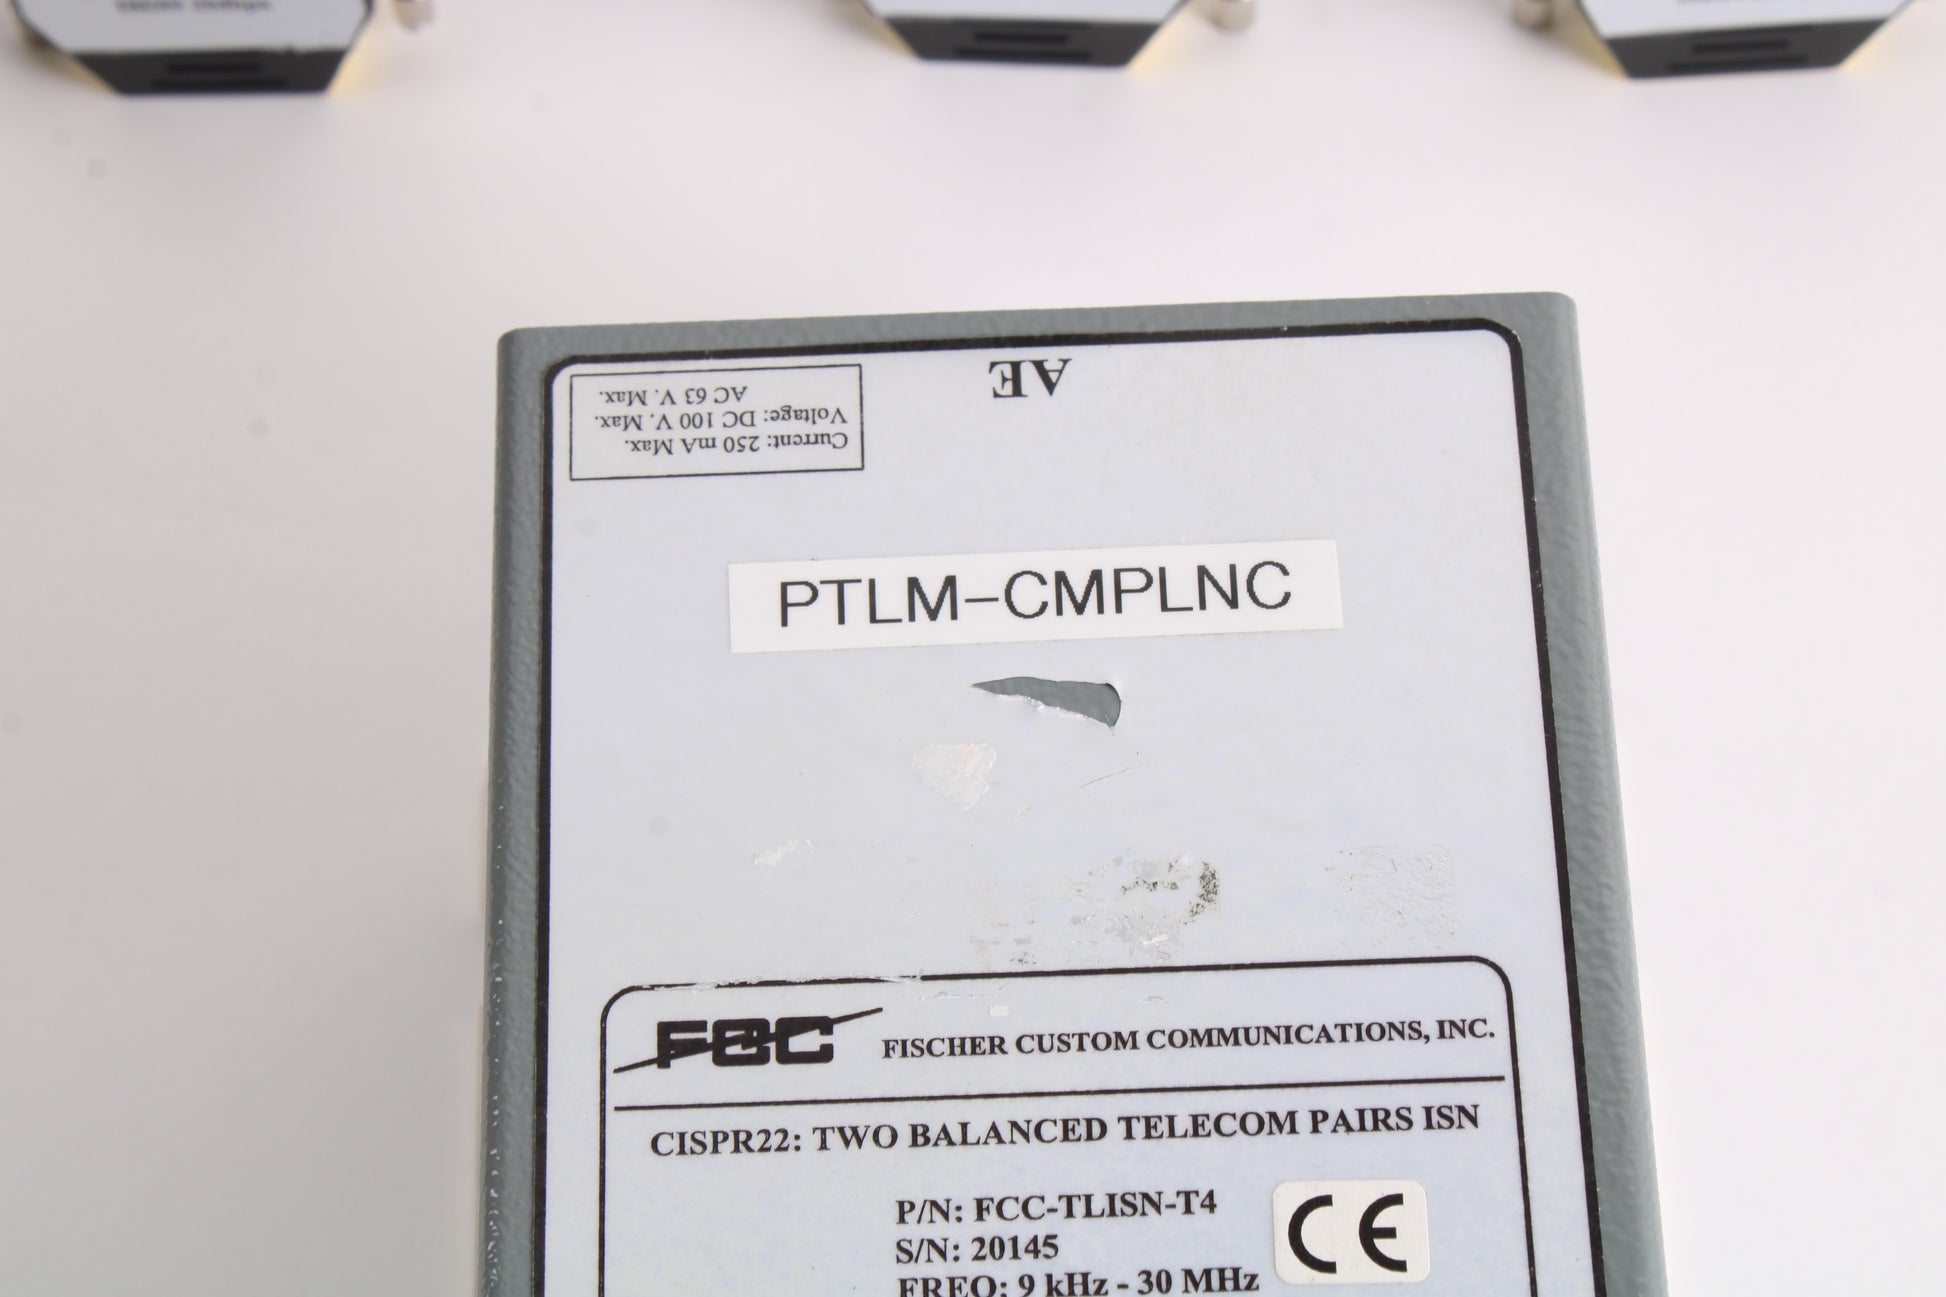 AE
Current: 250 mA Max.
Voltage: DC 100 V. Max.
AC 63 V. Max.
PTLM-CMPLNC
FCC
FISCHER CUSTOM COMMUNICATIONS, INC.
CISPR22: TWO BALANCED TELECOM PAIRS ISN
P/N: FCC-TLISN-T4
S/N: 20145
FREQ: 9 kHz - 30 MHz
CE